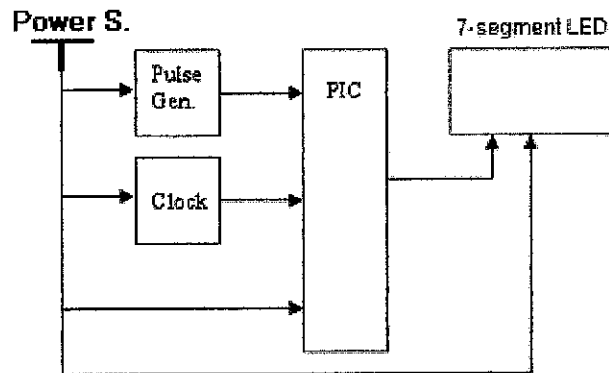 Power S.
7-segment LED
Pulse
Gen.
PIC
Clock